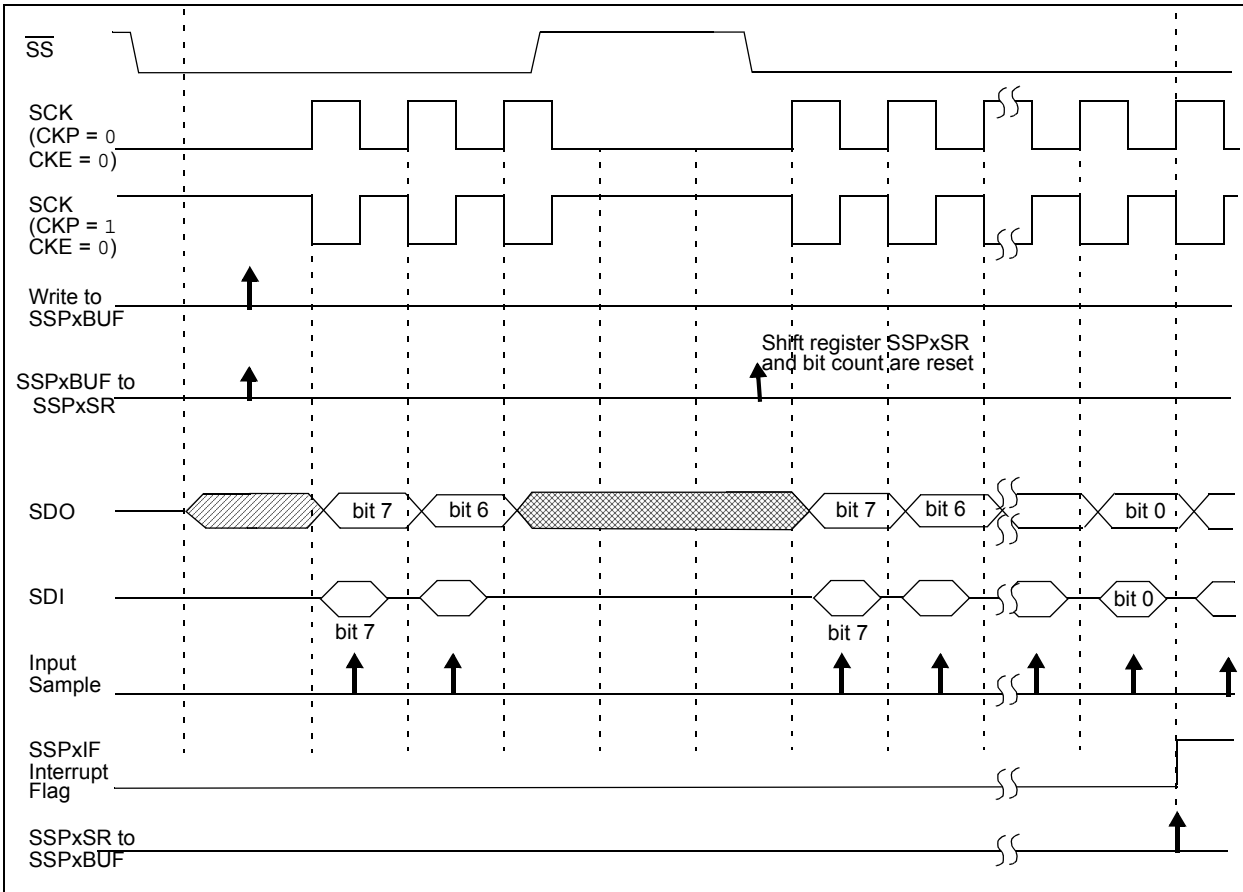 SS
SCK
(CKP = 0
CKE = 0)
SCK
(CKP = 1
CKE = 0)
Write to
SSPxBUF
Shift register SSPxSR
and bit count are reset
SSPxBUF to
SSPxSR
SDO
bit 7
bit 6
bit 7
bit 6
bit 0
SDI
bit 0
bit 7
bit 7
Input
Sample
SSPxIF
Interrupt
Flag
SSPxSR to
SSPxBUF